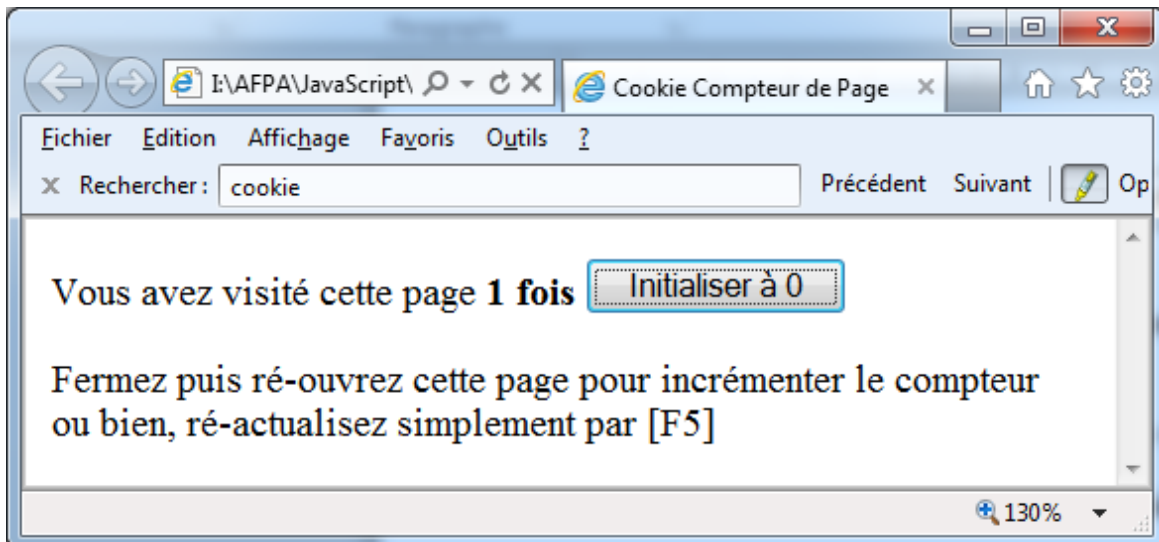 I:\AFPA\JavaScript\ Cookie Compteur de Page
Fichier Edition Affichage Favoris Outils ?
Rechercher : cookie Précédent Suivant Op
Vous avez visité cette page 1 fois Initialiser à 0
Fermez puis ré-ouvrez cette page pour incrémenter le compteur
ou bien, ré-actualisez simplement par [F5]
130%